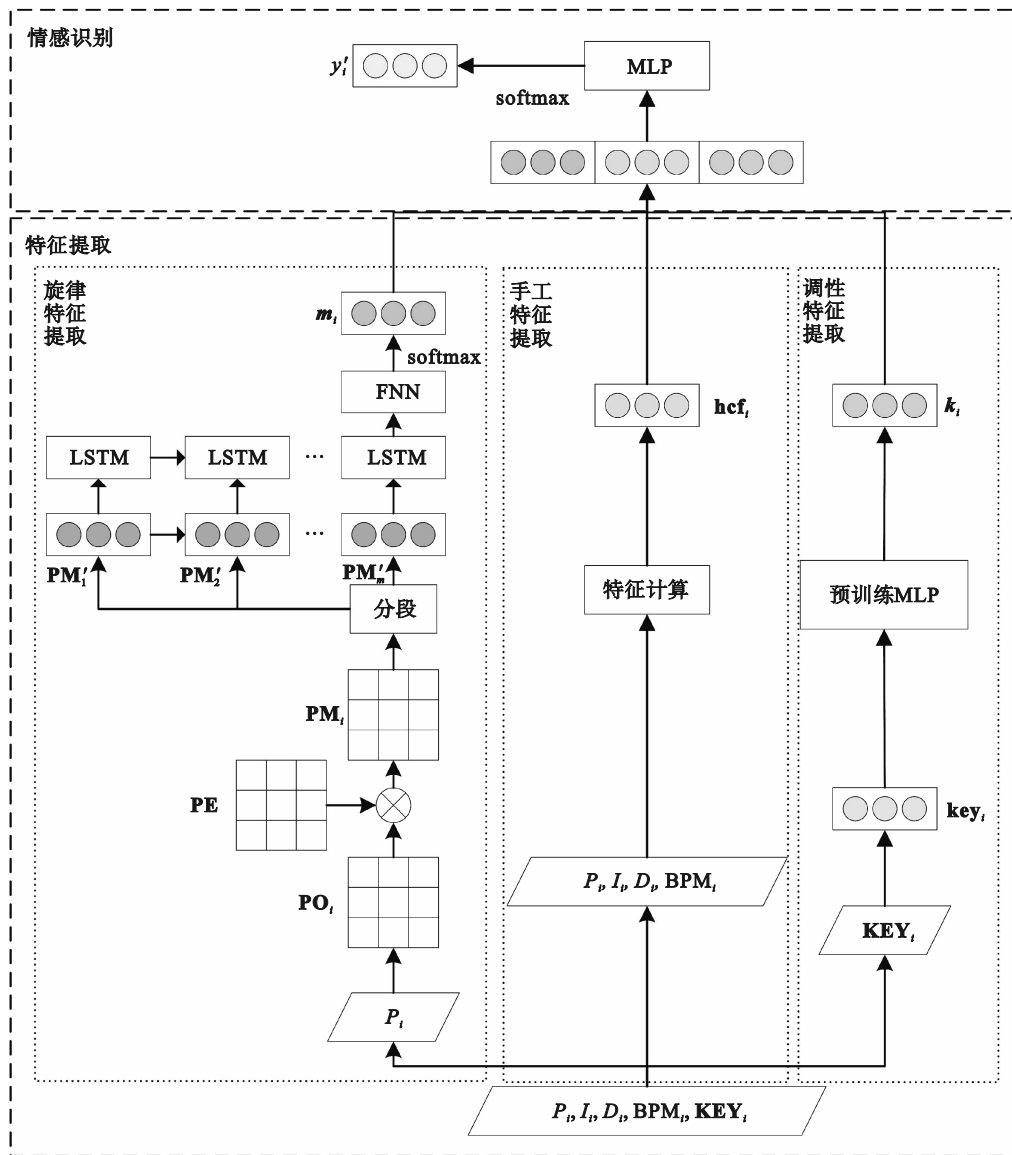 情感识别
y′i
MLP
softmax
特征提取
旋律
特征
提取
mi
softmax
FNN
LSTM
LSTM
…
LSTM
…
PM′1
PM′2
PM′m
分段
PMi
PE
POi
Pi
手工
特征
提取
hcfi
特征计算
Pi, Ii, Di, BPMi
调性
特征
提取
ki
预训练MLP
keyi
KEYi
Pi, Ii, Di, BPMi, KEYi